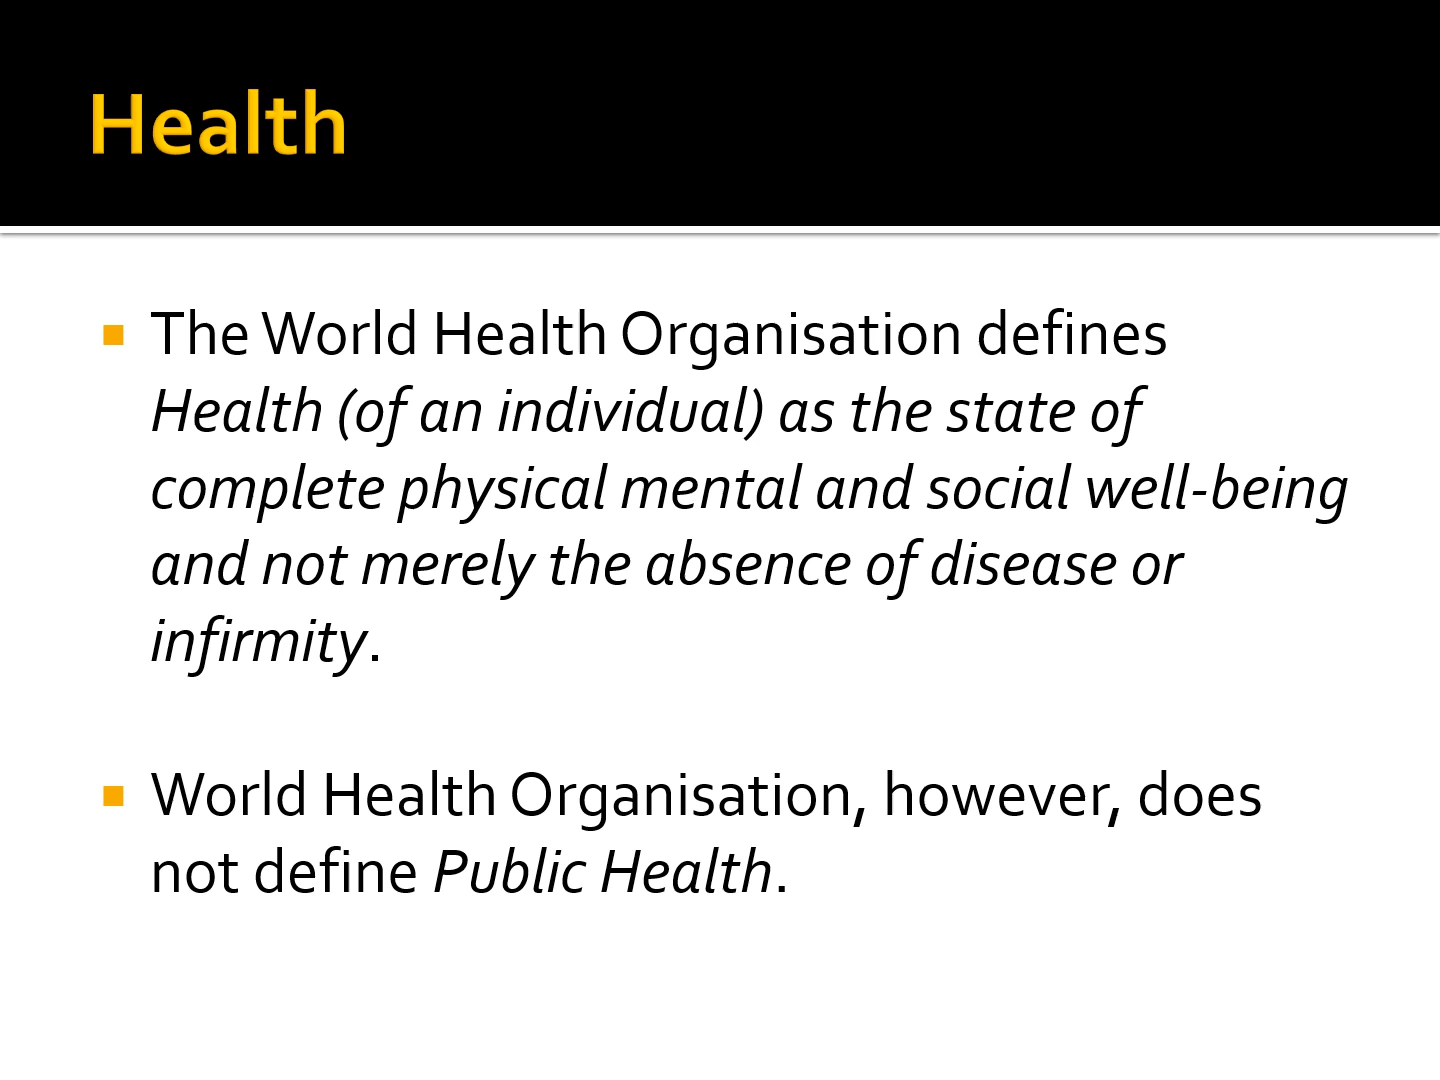 Health
The World Health Organisation defines
Health (of an individual) as the state of
complete physical mental and social well-being
and not merely the absence of disease or
infirmity.
World Health Organisation, however, does
not define Public Health.